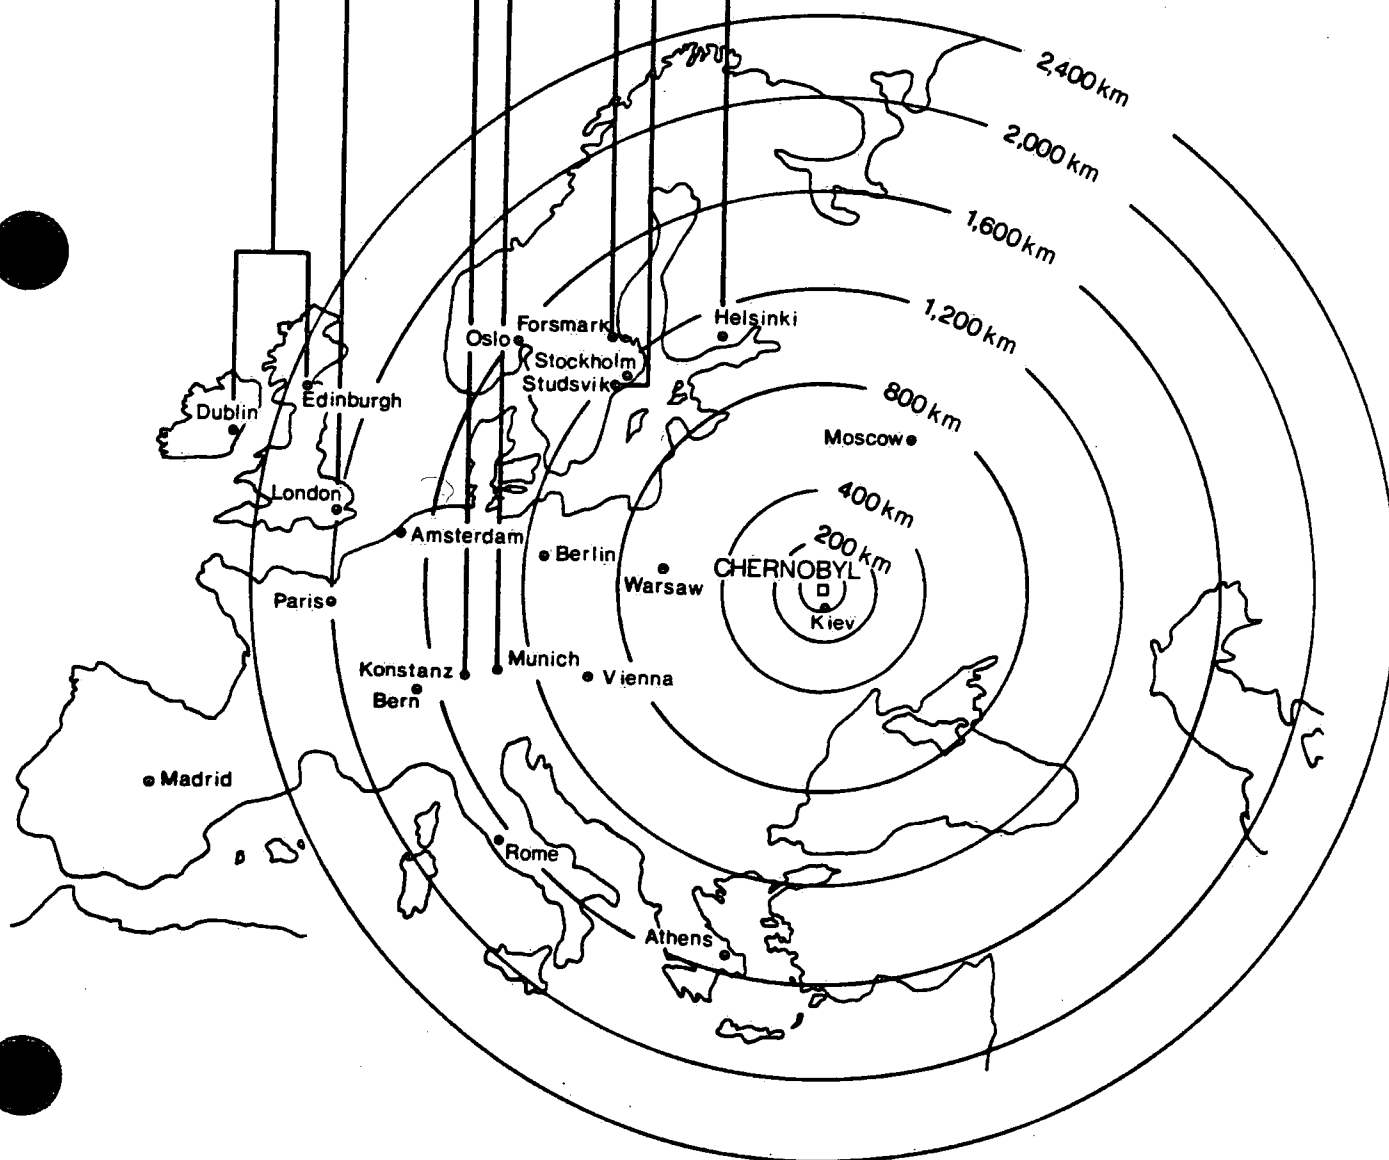 2,400 km
2,000 km
1,600 km
1,200 km
800 km
400 km
200 km
CHERNOBYL
Kiev
Moscow
Helsinki
Forsmark
Oslo
Stockholm
Studsvik
Edinburgh
Dublin
London
Amsterdam
Berlin
Warsaw
Paris
Munich
Konstanz
Vienna
Bern
Madrid
Rome
Athens